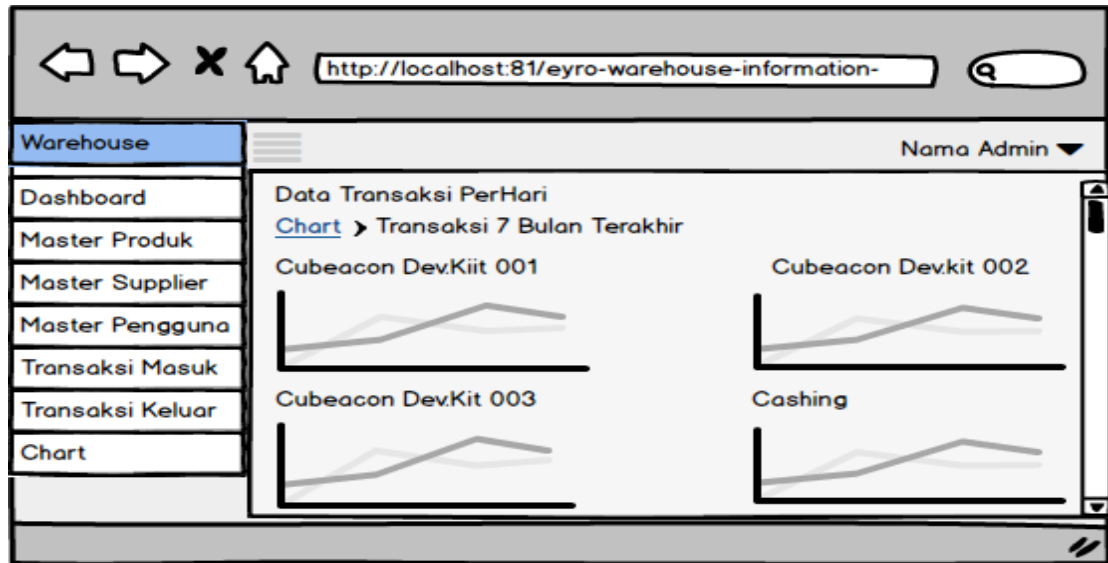 http://localhost:81/eyro-warehouse-information-
Warehouse
Nama Admin
Dashboard
Master Produk
Master Supplier
Master Pengguna
Transaksi Masuk
Transaksi Keluar
Chart
Data Transaksi PerHari
Chart > Transaksi 7 Bulan Terakhir
Cubeacon Dev.Kiit 001
Cubeacon Dev.kit 002
Cubeacon Dev.Kit 003
Cashing